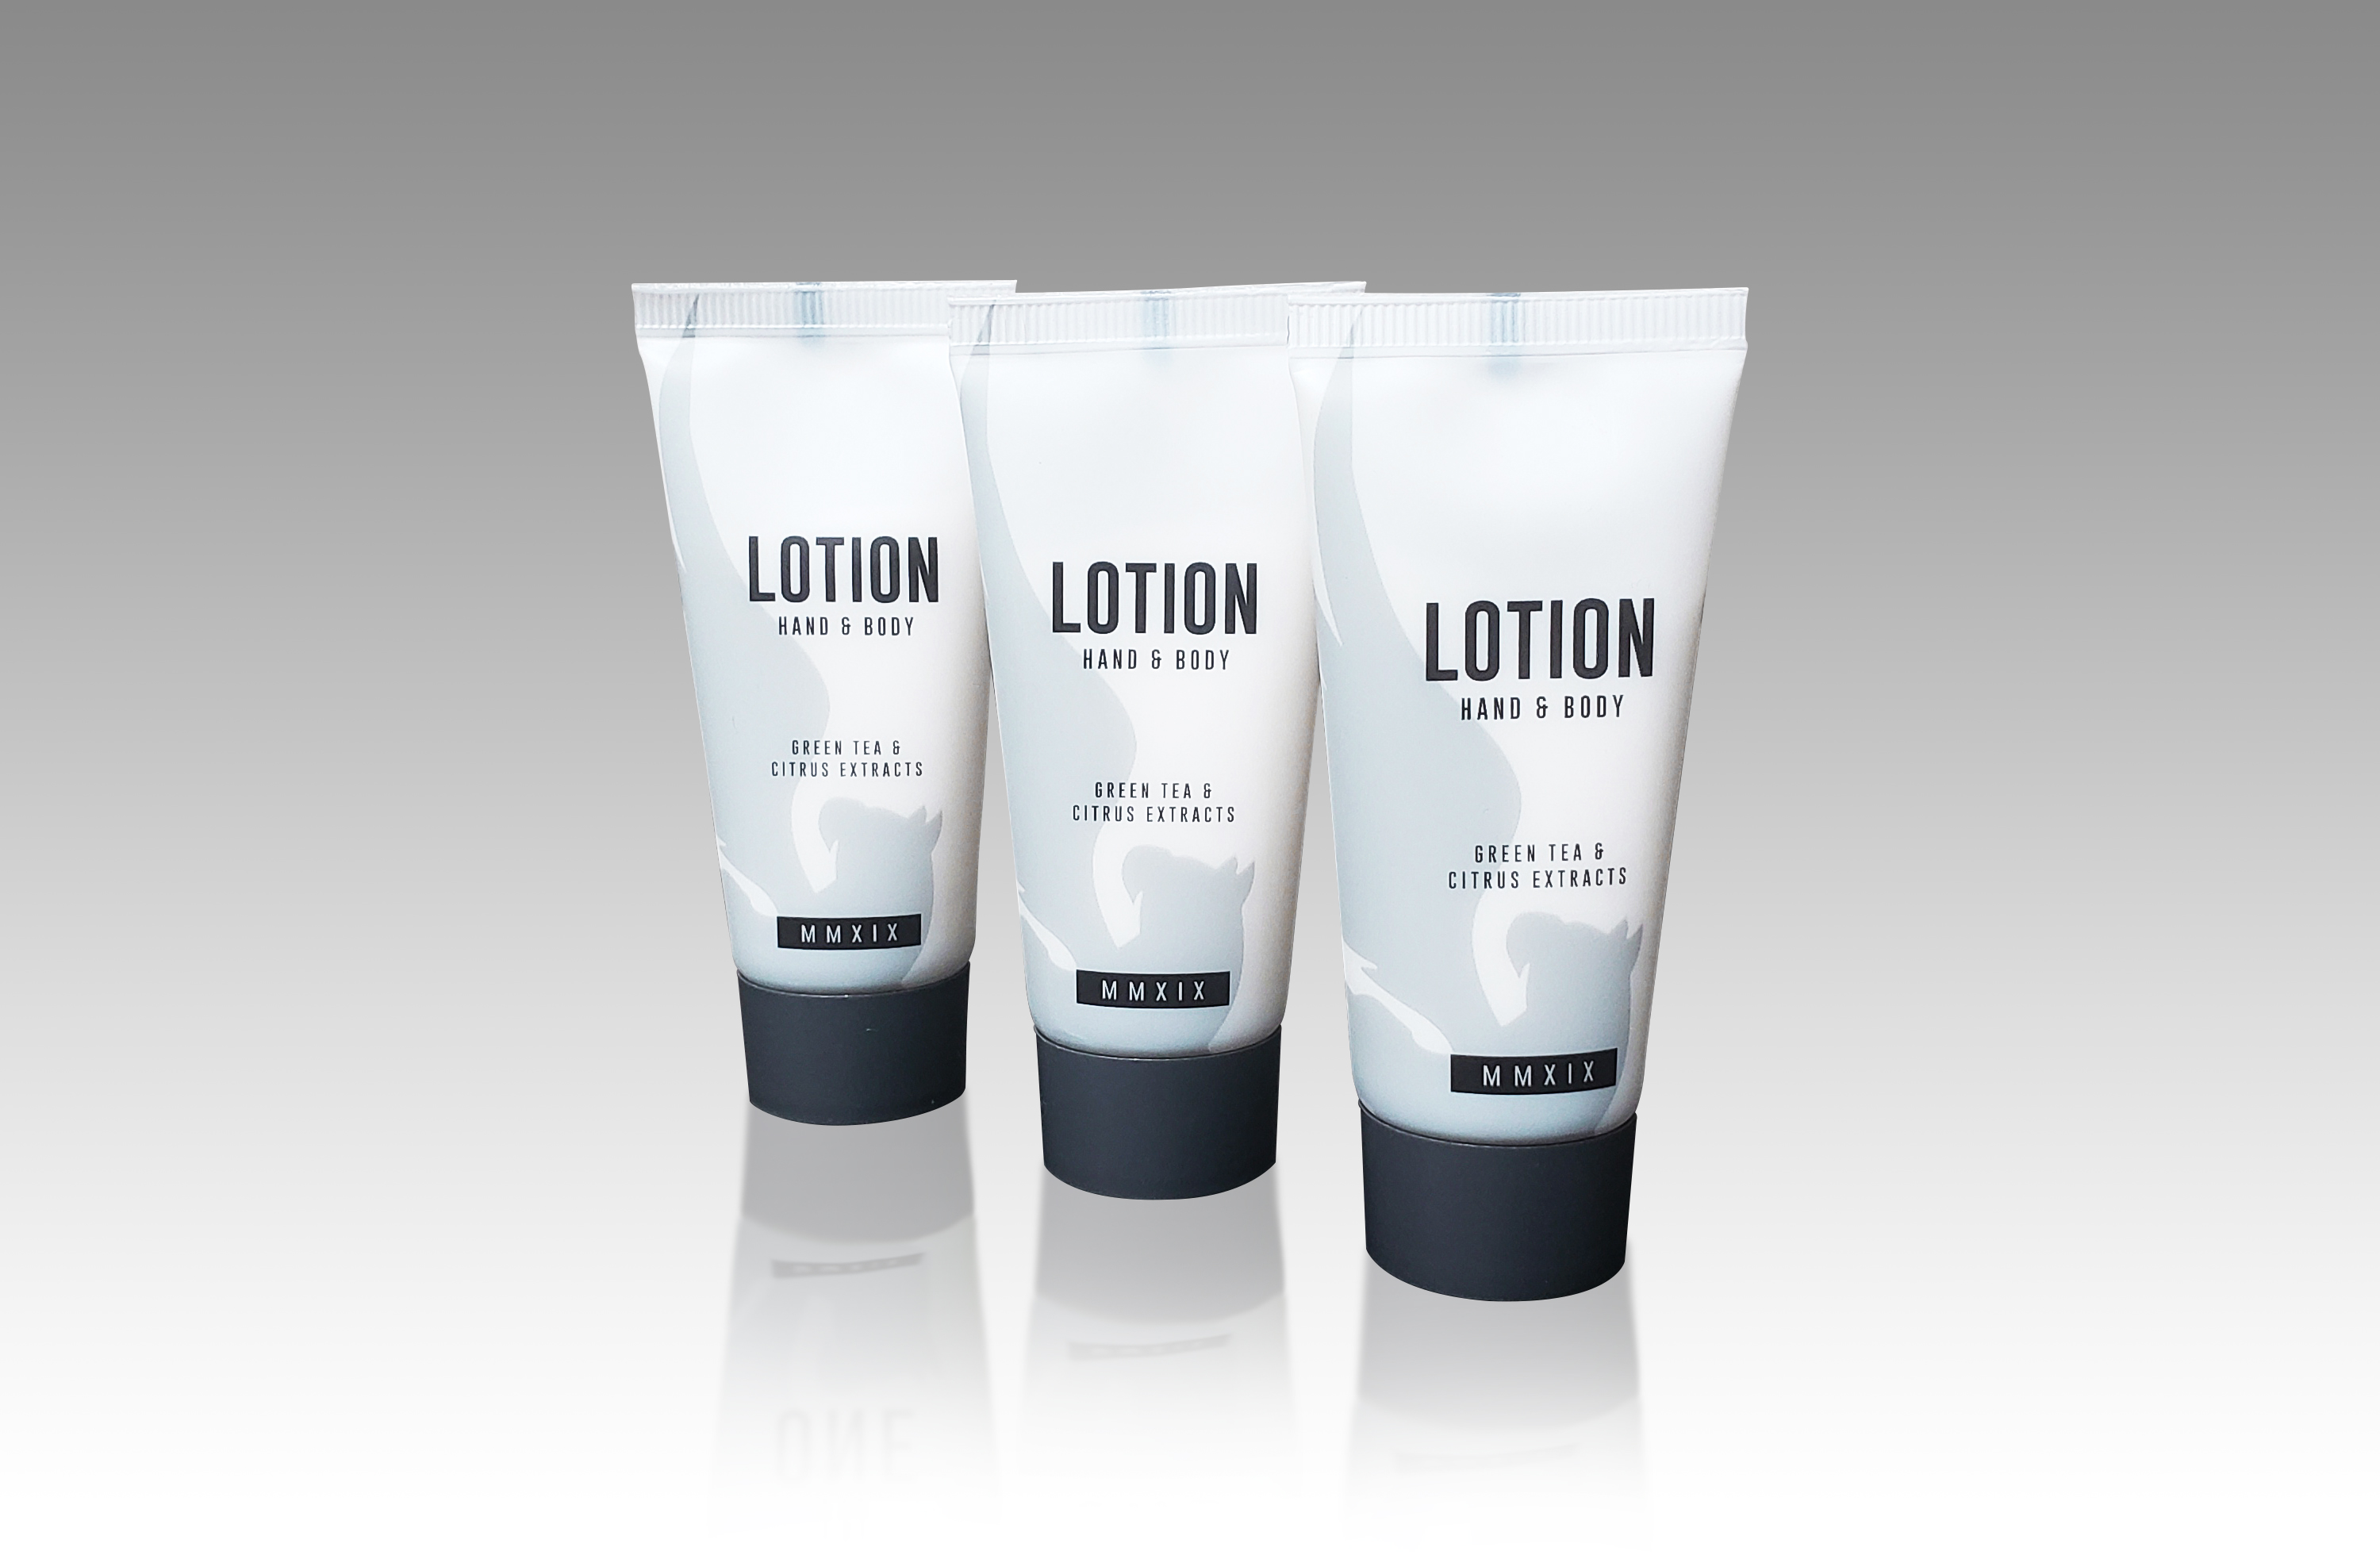 LOTION
HAND & BODY
GREEN TEA &
CITRUS EXTRACTS
MMXIX
LOTION
HAND & BODY
GREEN TEA &
CITRUS EXTRACTS
MMXIX
LOTION
HAND & BODY
GREEN TEA &
CITRUS EXTRACTS
MMXIX